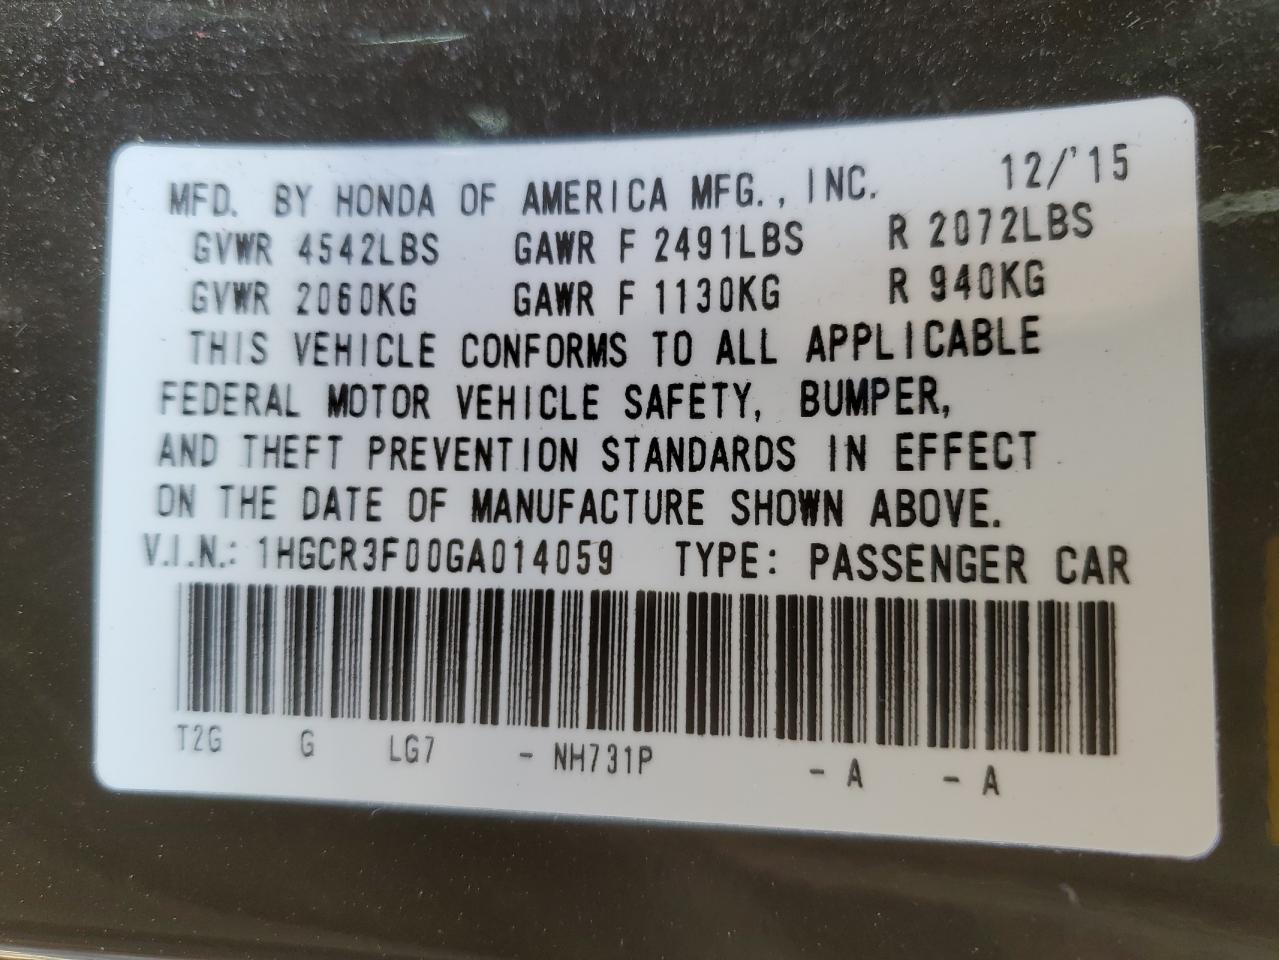 MFD. BY HONDA OF AMERICA MFG., INC. 12/'15
GVWR 4542LBS GAWR F 2491LBS R 2072LBS
GVWR 2060KG GAWR F 1130KG R 940KG
THIS VEHICLE CONFORMS TO ALL APPLICABLE
FEDERAL MOTOR VEHICLE SAFETY, BUMPER,
AND THEFT PREVENTION STANDARDS IN EFFECT
ON THE DATE OF MANUFACTURE SHOWN ABOVE.
V.I.N.: 1HGCR3F00GA014059 TYPE: PASSENGER CAR
T2G G LG7 - NH731P - A - A